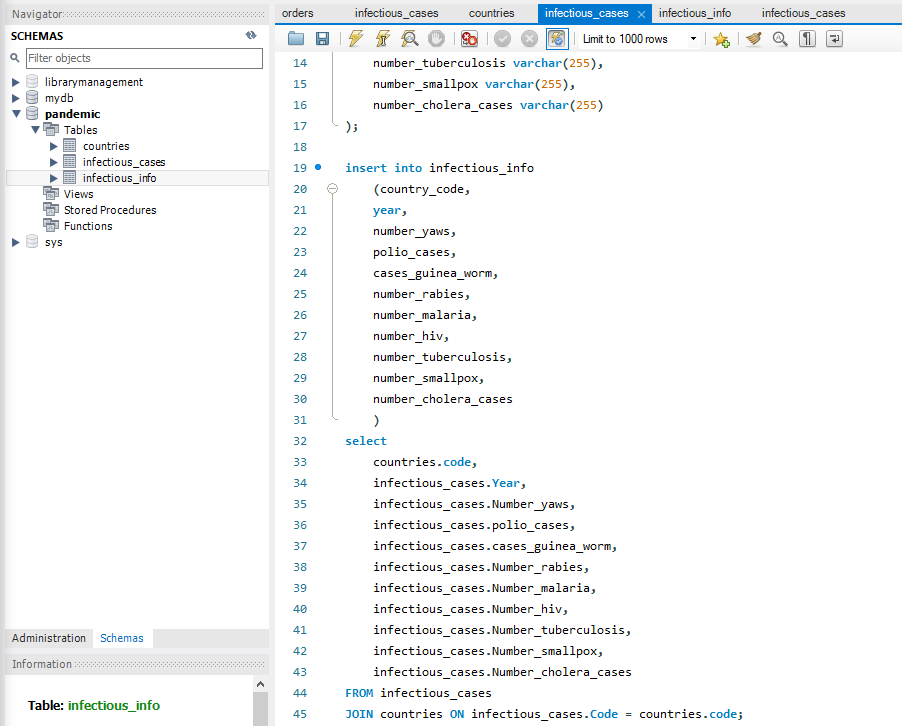 Navigator
SCHEMAS
Filter objects
librarymanagement
mydb
pandemic
Tables
countries
infectious_cases
infectious_info
Views
Stored Procedures
Functions
sys
Administration Schemas
Information
Table: infectious_info
orders infectious_cases countries infectious_cases infectious_info infectious_cases
Limit to 1000 rows
14 number_tuberculosis varchar(255),
15 number_smallpox varchar(255),
16 number_cholera_cases varchar(255)
17 );
18
19 insert into infectious_info
20 (country_code,
21 year,
22 number_yaws,
23 polio_cases,
24 cases_guinea_worm,
25 number_rabies,
26 number_malaria,
27 number_hiv,
28 number_tuberculosis,
29 number_smallpox,
30 number_cholera_cases
31 )
32 select
33 countries.code,
34 infectious_cases.Year,
35 infectious_cases.Number_yaws,
36 infectious_cases.polio_cases,
37 infectious_cases.cases_guinea_worm,
38 infectious_cases.Number_rabies,
39 infectious_cases.Number_malaria,
40 infectious_cases.Number_hiv,
41 infectious_cases.Number_tuberculosis,
42 infectious_cases.Number_smallpox,
43 infectious_cases.Number_cholera_cases
44 FROM infectious_cases
45 JOIN countries ON infectious_cases.Code = countries.code;